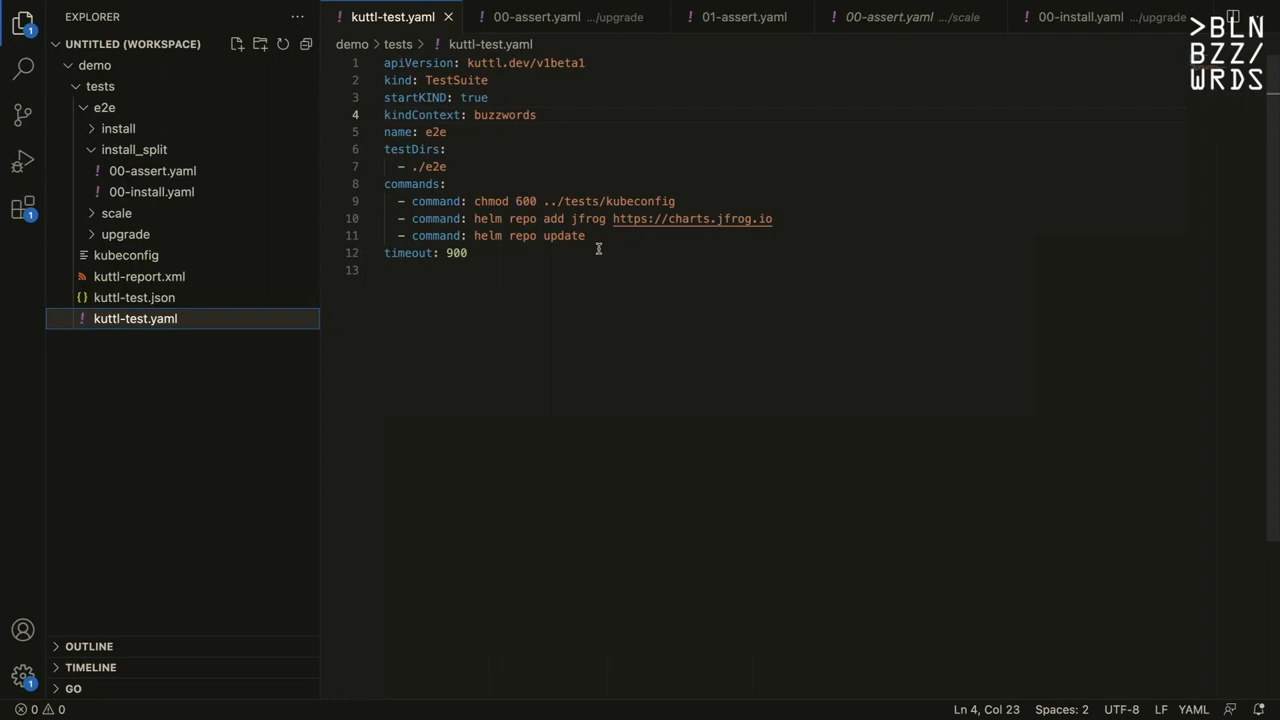 EXPLORER
UNTITLED (WORKSPACE)
demo
tests
e2e
install
install_split
00-assert.yaml
00-install.yaml
scale
upgrade
kubeconfig
kuttl-report.xml
kuttl-test.json
kuttl-test.yaml
OUTLINE
TIMELINE
GO
kuttl-test.yaml 00-assert.yaml .../upgrade 01-assert.yaml 00-assert.yaml .../scale 00-install.yaml .../upgrade
demo > tests > ! kuttl-test.yaml
1 apiVersion: kuttl.dev/v1beta1
2 kind: TestSuite
3 startKIND: true
4 kindContext: buzzwords
5 name: e2e
6 testDirs:
7 - ./e2e
8 commands:
9 - command: chmod 600 ../tests/kubeconfig
10 - command: helm repo add jfrog https://charts.jfrog.io
11 - command: helm repo update
12 timeout: 900
13
>BLN
BZZ/
WRDS
1
1
1
0 0
Ln 4, Col 23 Spaces: 2 UTF-8 LF YAML